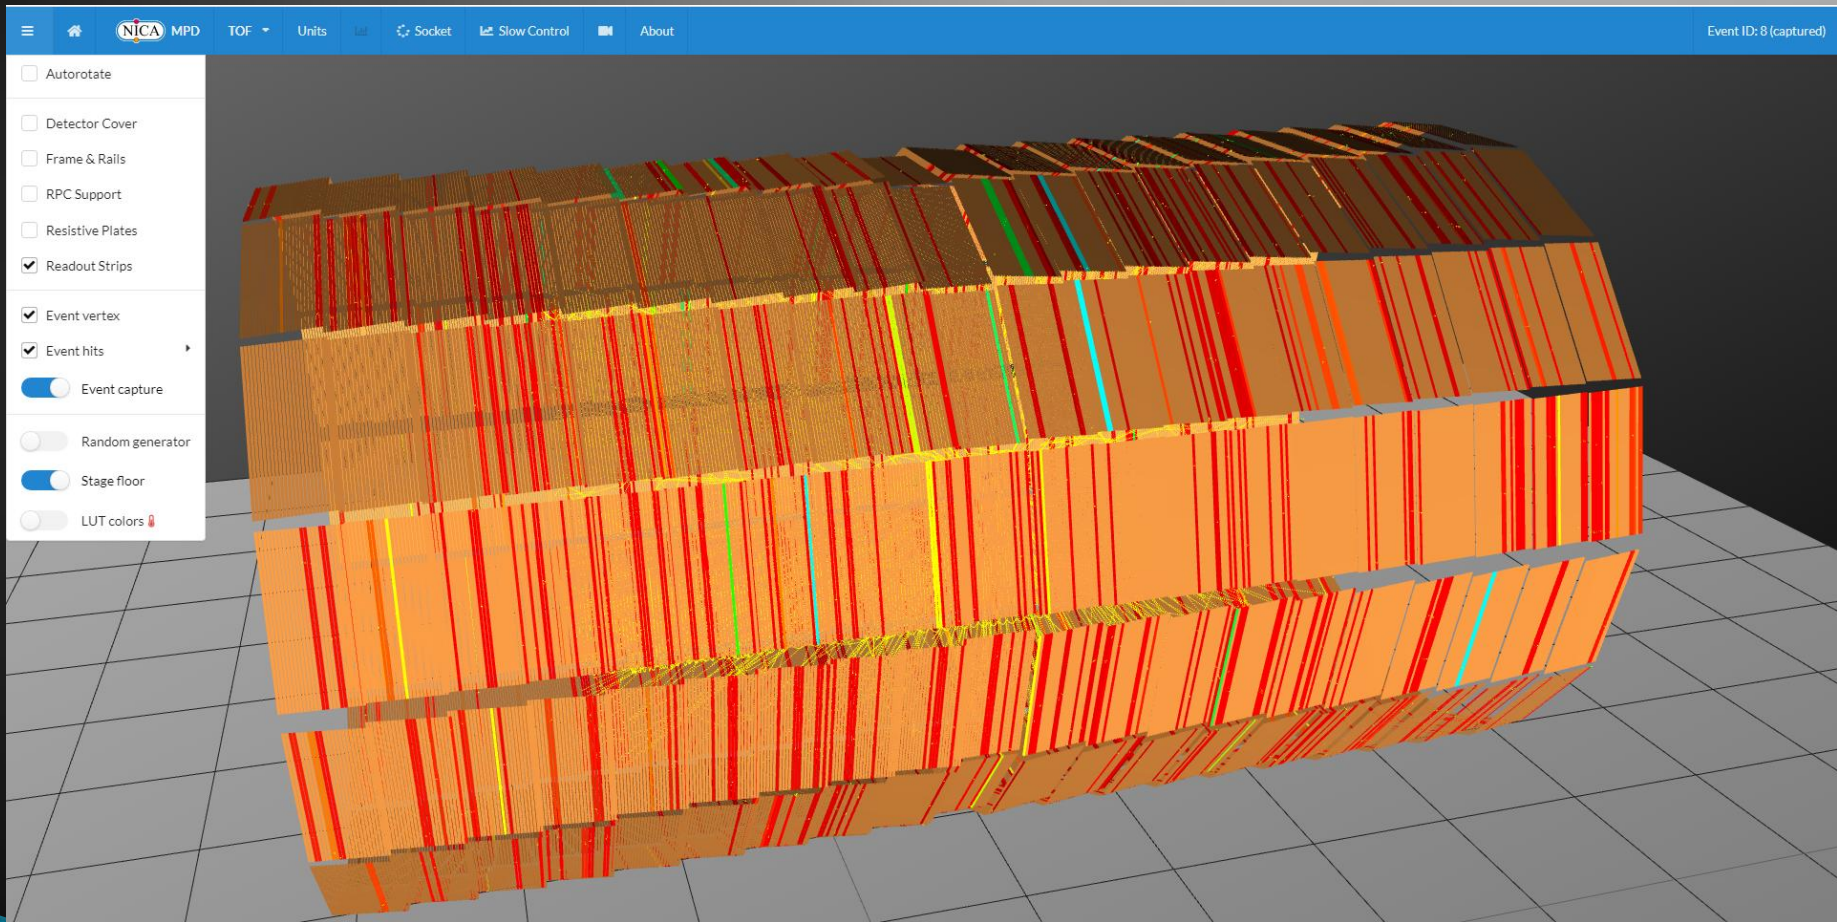 NICA MPD TOF Units Socket Slow Control About Event ID: 8 (captured)
Autorotate
Detector Cover
Frame & Rails
RPC Support
Resistive Plates
Readout Strips
Event vertex
Event hits
Event capture
Random generator
Stage floor
LUT colors